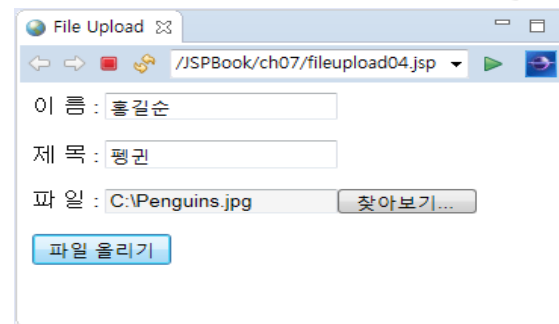 File Upload
/JSPBook/ch07/fileupload04.jsp
이 름 : 홍길순
제 목 : 펭귄
파 일 : C:\Penguins.jpg 찾아보기...
파일 올리기